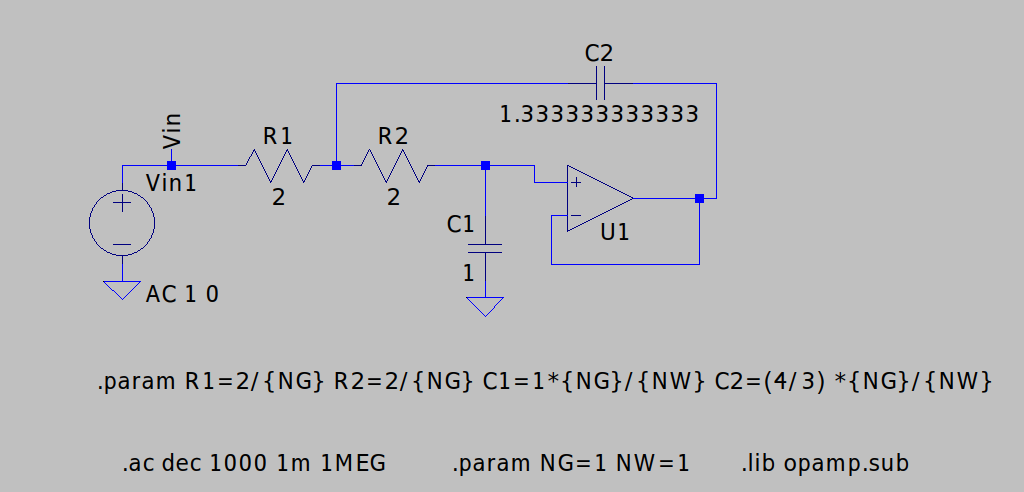 C2
1.333333333333
Vin
R1
R2
Vin1
2
2
+
C1
U1
1
AC 1 0
.param R1=2/{NG} R2=2/{NG} C1=1*{NG}/{NW} C2=(4/3) *{NG}/{NW}
.ac dec 1000 1m 1MEG
.param NG=1 NW=1
.lib opamp.sub